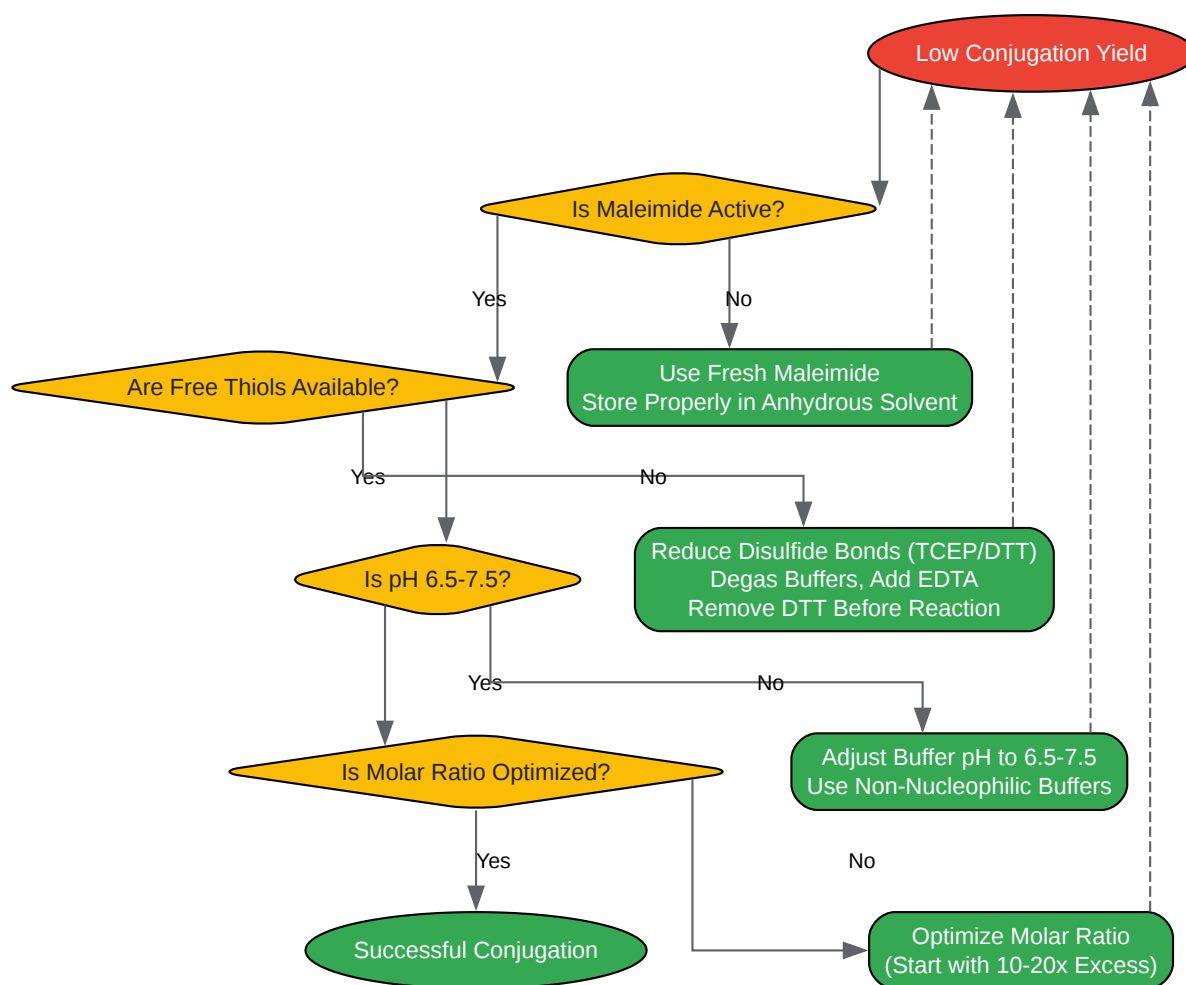 Low Conjugation Yield
Is Maleimide Active?
Yes
No
Use Fresh Maleimide
Store Properly in Anhydrous Solvent
Are Free Thiols Available?
Yes
No
Reduce Disulfide Bonds (TCEP/DTT)
Degas Buffers, Add EDTA
Remove DTT Before Reaction
Is pH 6.5-7.5?
Yes
No
Adjust Buffer pH to 6.5-7.5
Use Non-Nucleophilic Buffers
Is Molar Ratio Optimized?
Yes
No
Successful Conjugation
Optimize Molar Ratio
(Start with 10-20x Excess)